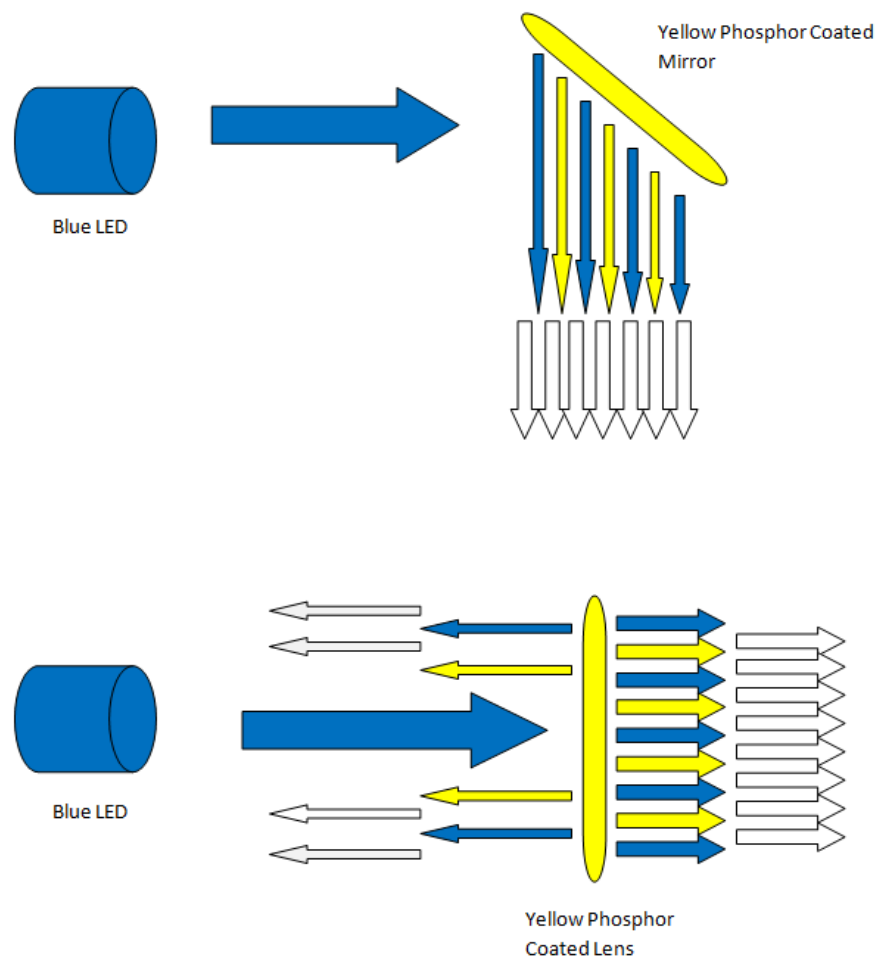 Yellow Phosphor Coated
Mirror
Blue LED
Blue LED
Yellow Phosphor
Coated Lens